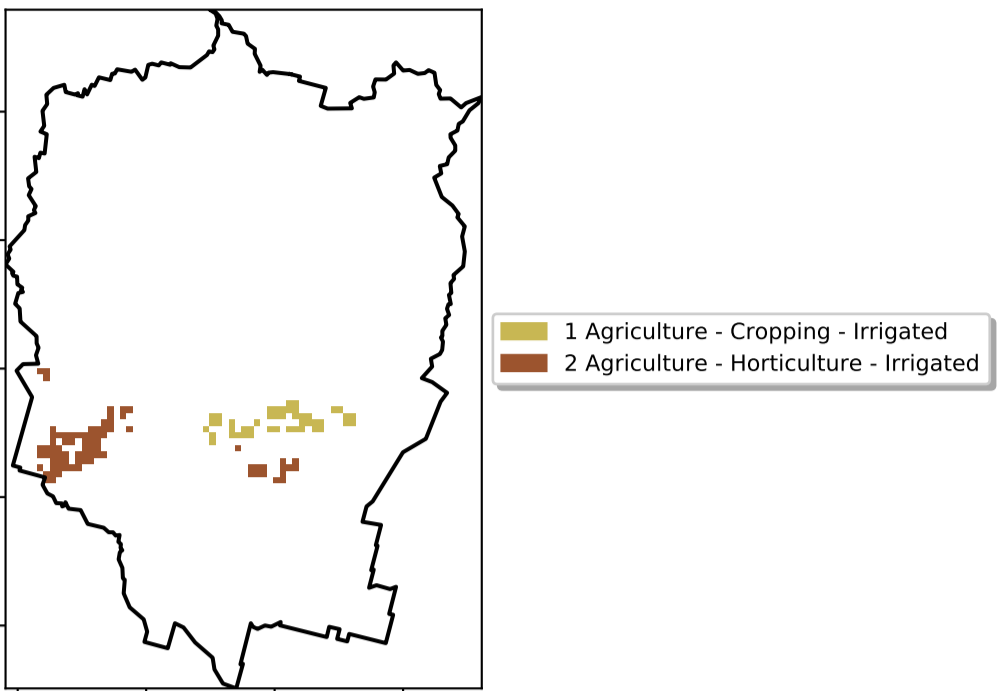 1 Agriculture - Cropping - Irrigated
2 Agriculture - Horticulture - Irrigated